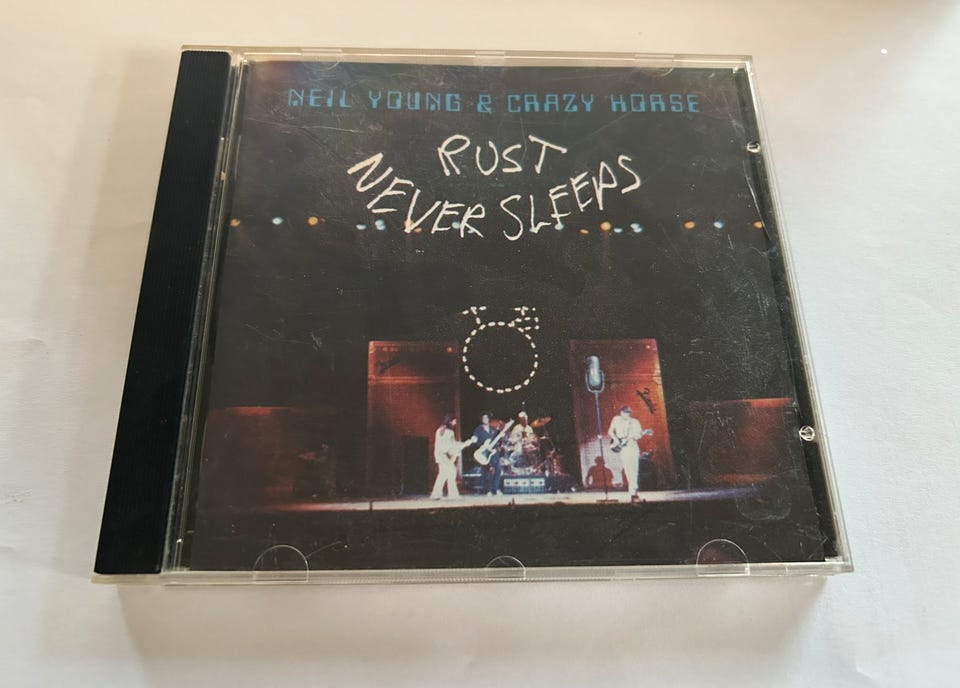 NEIL YOUNG & CRAZY HORSE
RUST
NEVER SLEEPS